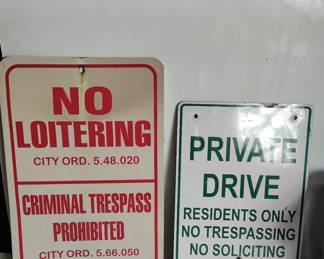 NO
LOITERING
CITY ORD. 5.48.020
CRIMINAL TRESPASS
PROHIBITED
CITY ORD. 5.66.050
PRIVATE
DRIVE
RESIDENTS ONLY
NO TRESPASSING
NO SOLICITING